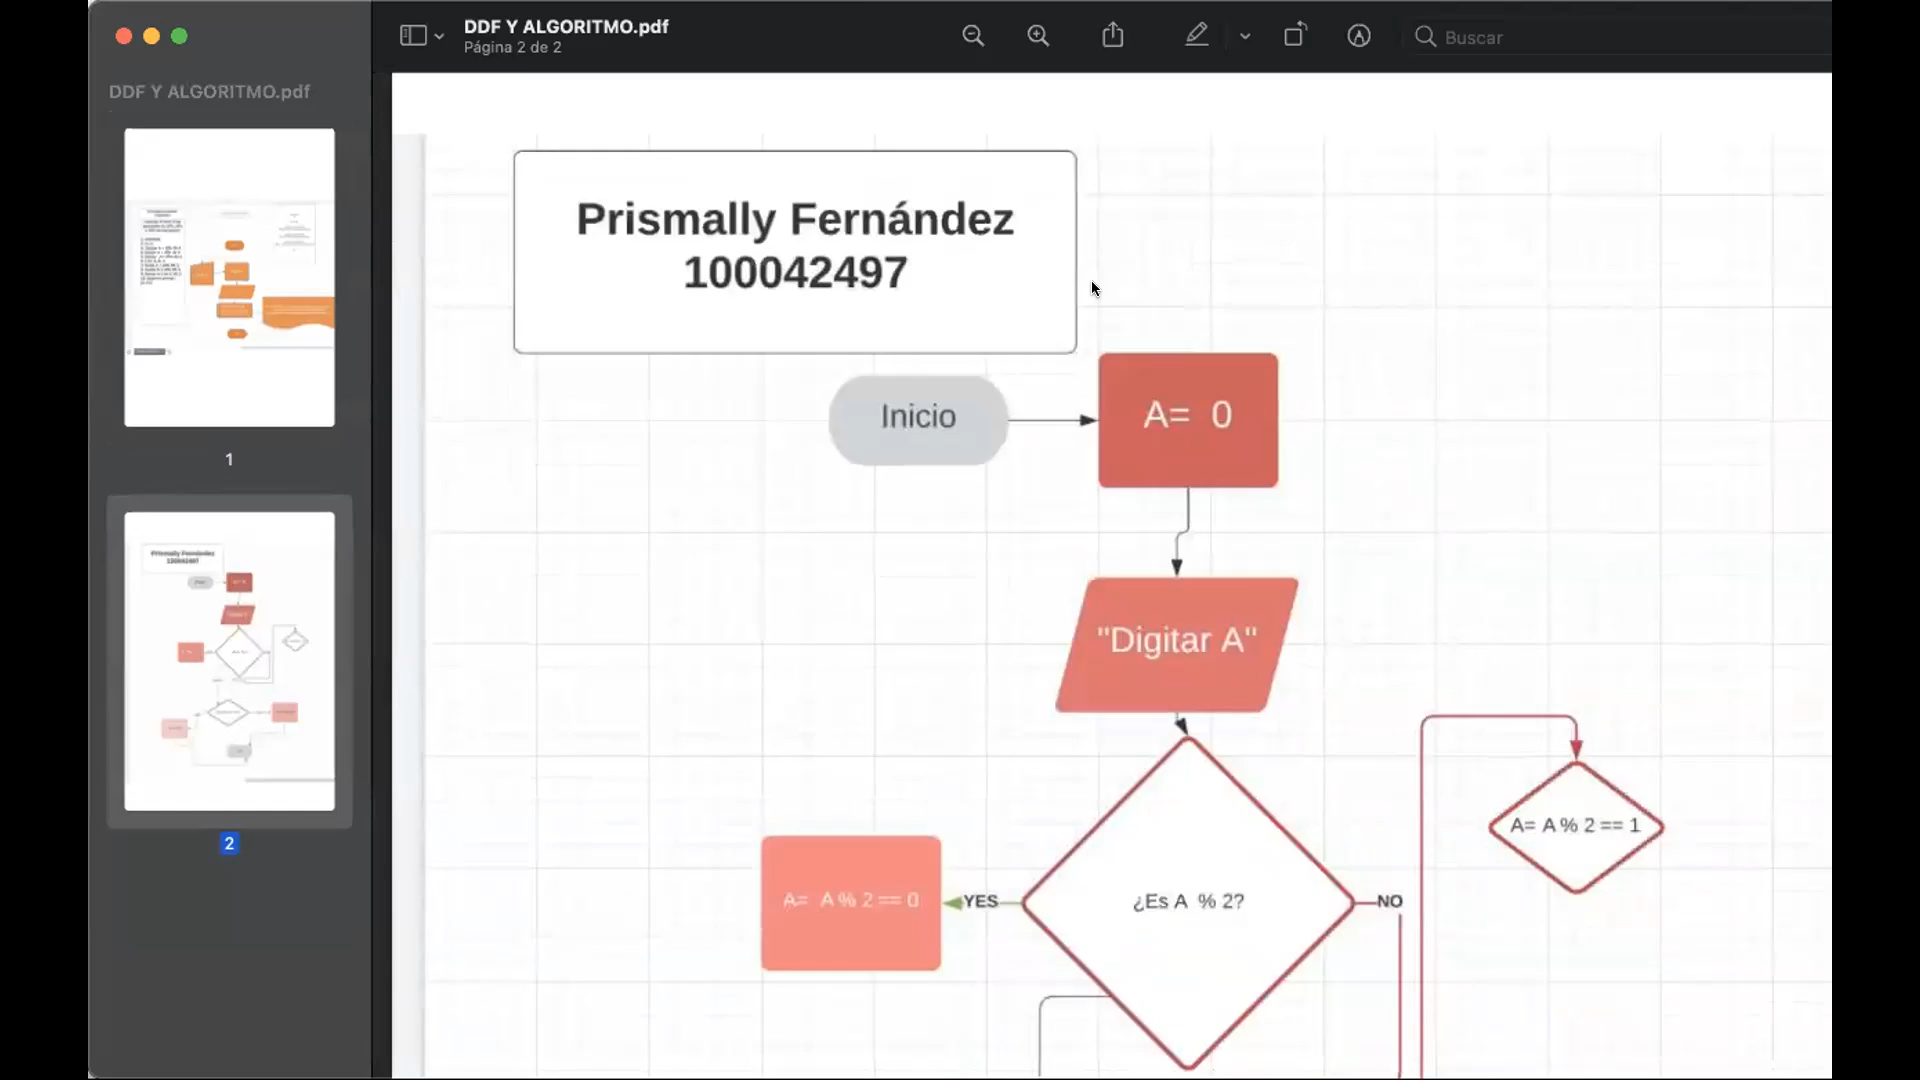 DDF Y ALGORITMO.pdf
Página 2 de 2
Buscar
DDF Y ALGORITMO.pdf
1
2
Prismally Fernández
100042497
Inicio
A= 0
"Digitar A"
A= A % 2 == 1
A= A % 2 == 0
YES
¿Es A % 2?
NO